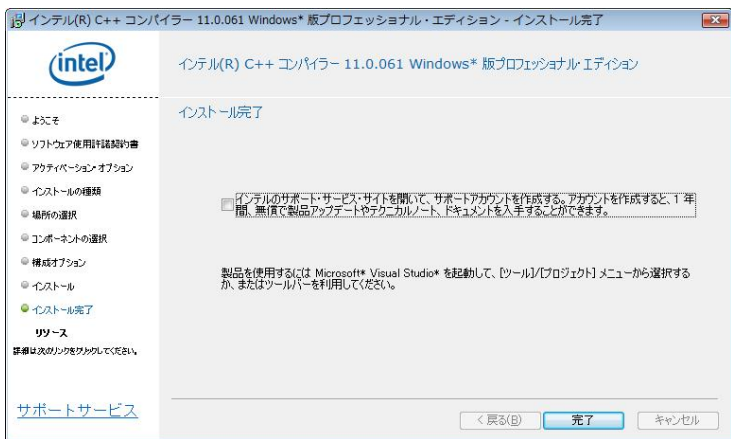 インテル(R) C++ コンパイラー 11.0.061 Windows* 版プロフェッショナル・エディション - インストール完了
intel
インテル(R) C++ コンパイラー 11.0.061 Windows* 版プロフェッショナル・エディション
ようこそ
ソフトウェア使用許諾契約書
アクティベーション・オプション
インストールの種類
場所の選択
コンポーネントの選択
構成オプション
インストール
インストール完了
リソース
詳細は次のリンクをクリックしてください。
サポートサービス
インストール完了
インテルのサポート・サービス・サイトを開いて、サポートアカウントを作成する。アカウントを作成すると、1 年
間、無償で製品アップデートやテクニカルノート、ドキュメントを入手することができます。
製品を使用するには Microsoft* Visual Studio* を起動して、[ツール]/[プロジェクト] メニューから選択する
か、またはツールバーを利用してください。
< 戻る(B)
完了
キャンセル